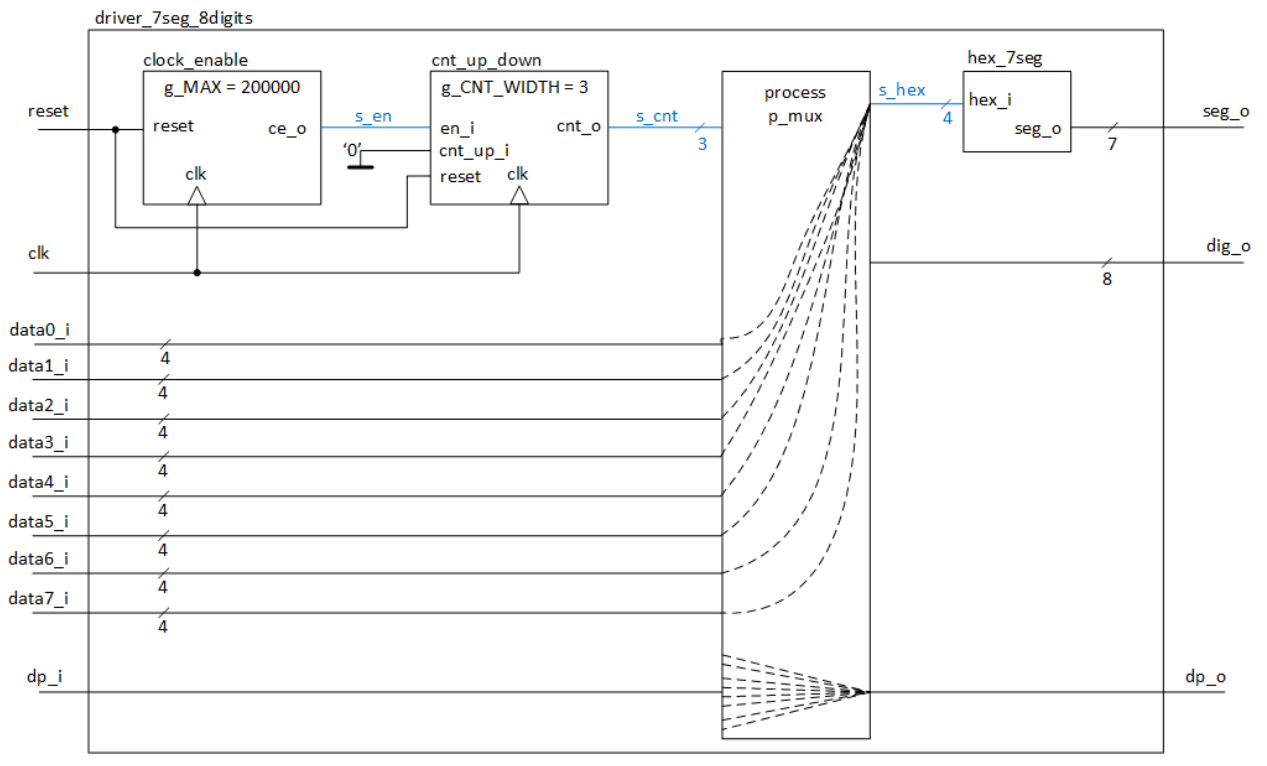 driver_7seg_8digits
clock_enable
g_MAX = 200000
reset
ce_o
clk
s_en
cnt_up_down
g_CNT_WIDTH = 3
en_i
cnt_o
'0'
cnt_up_i
reset
clk
s_cnt
3
process
p_mux
s_hex
4
hex_7seg
hex_i
seg_o
7
seg_o
reset
clk
dig_o
8
data0_i
4
data1_i
4
data2_i
4
data3_i
4
data4_i
4
data5_i
4
data6_i
4
data7_i
4
dp_i
dp_o